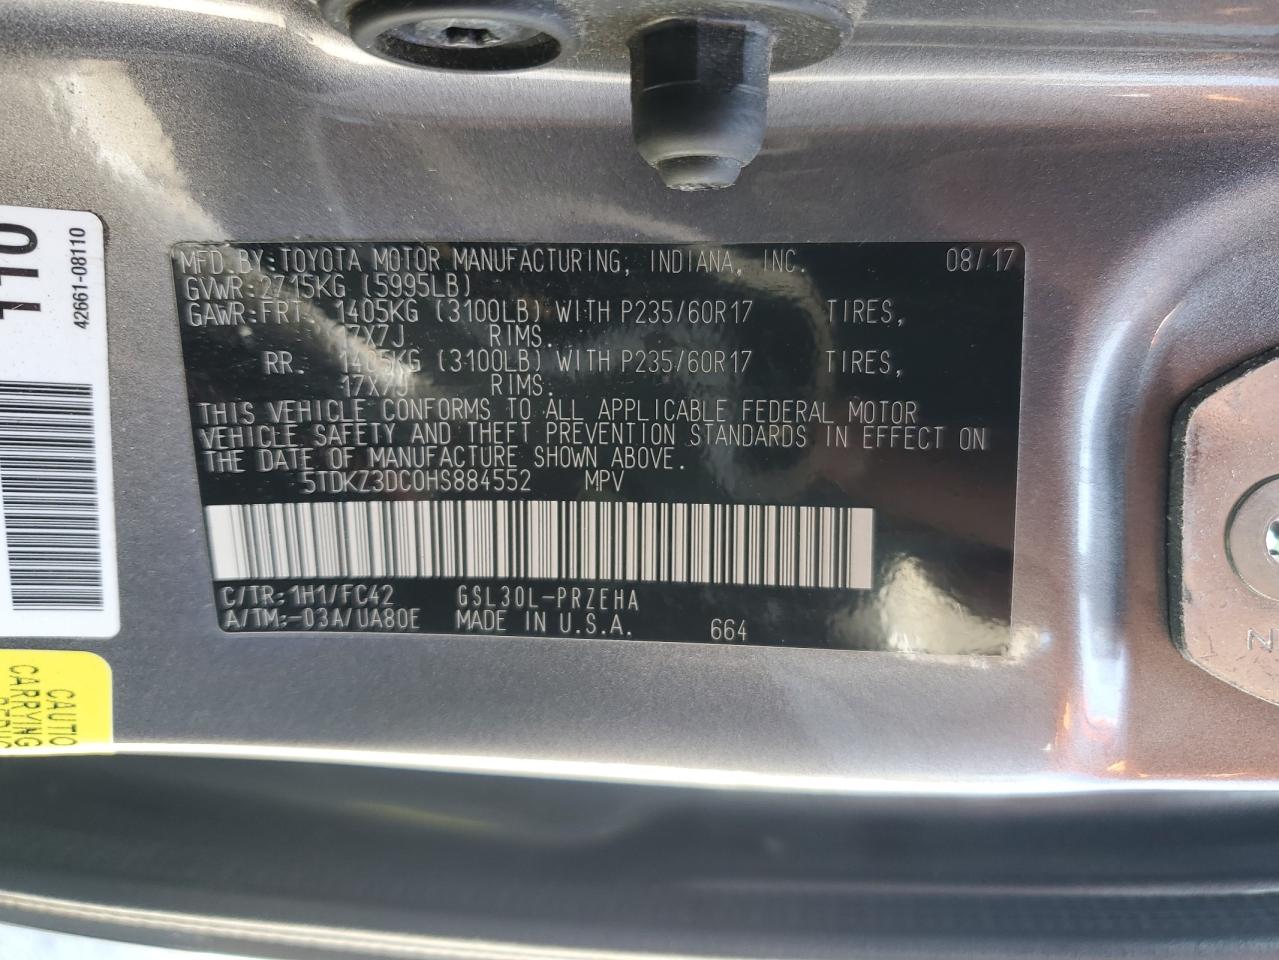 110
42661-08110
MFD.BY:TOYOTA MOTOR MANUFACTURING, INDIANA, INC. 08/17
GVWR:2715KG (5995LB)
GAWR:FRT. 1405KG (3100LB) WITH P235/60R17 TIRES,
17X7J RIMS.
RR. 1405KG (3100LB) WITH P235/60R17 TIRES,
17X7J RIMS.
THIS VEHICLE CONFORMS TO ALL APPLICABLE FEDERAL MOTOR
VEHICLE SAFETY AND THEFT PREVENTION STANDARDS IN EFFECT ON
THE DATE OF MANUFACTURE SHOWN ABOVE.
5TDKZ3DC0HS884552 MPV
C/TR:1H1/FC42 GSL30L-PRZEHA
A/TM:-03A/UA80E MADE IN U.S.A. 664
CAUTIO
CARRYING
N